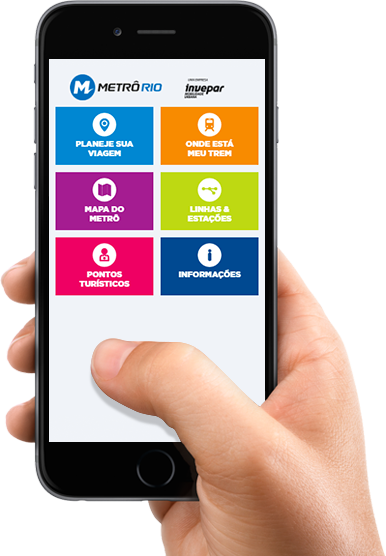 METRÔ RIO
UMA EMPRESA
invepar
PLANEJE SUA
VIAGEM
ONDE ESTÁ
MEU TREM
MAPA DO
METRÔ
LINHAS &
ESTAÇÕES
PONTOS
TURÍSTICOS
INFORMAÇÕES